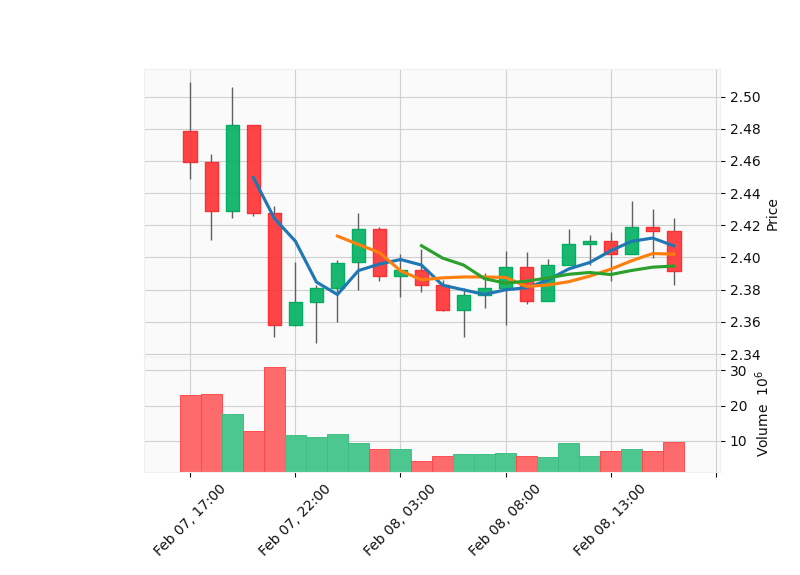 2.50
2.48
2.46
2.44
2.42
2.40
2.38
2.36
2.34
Price
30
20
10
Volume 10⁶
Feb 07, 17:00
Feb 07, 22:00
Feb 08, 03:00
Feb 08, 08:00
Feb 08, 13:00